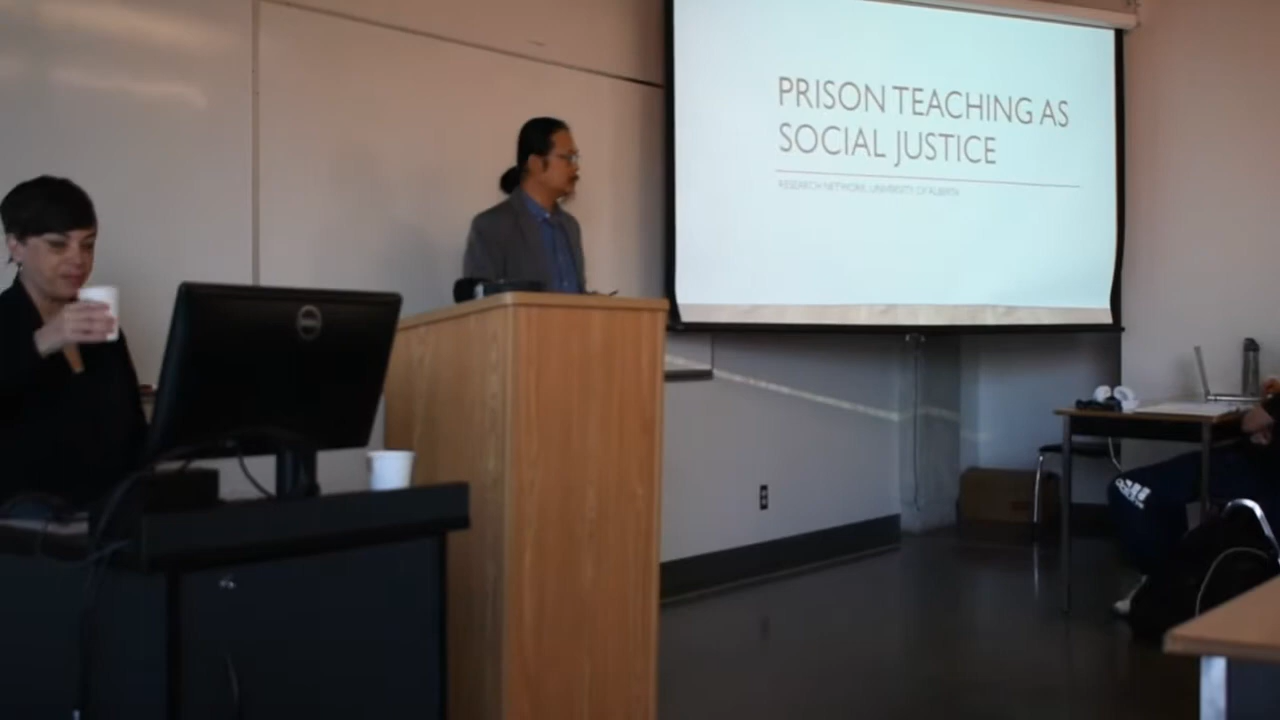 PRISON TEACHING AS
SOCIAL JUSTICE
RESEARCH NETWORK, UNIVERSITY OF ALBERTA
DELL
adidas